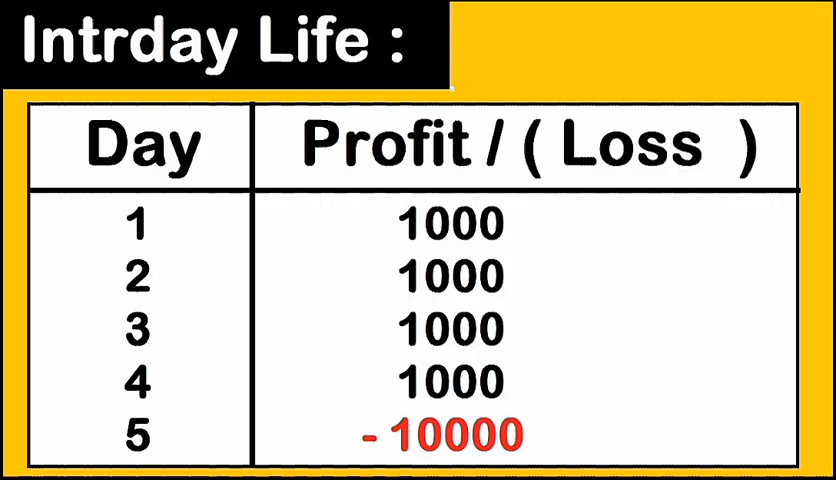 Intrday Life :
Day Profit / ( Loss )
1 1000
2 1000
3 1000
4 1000
5 - 10000